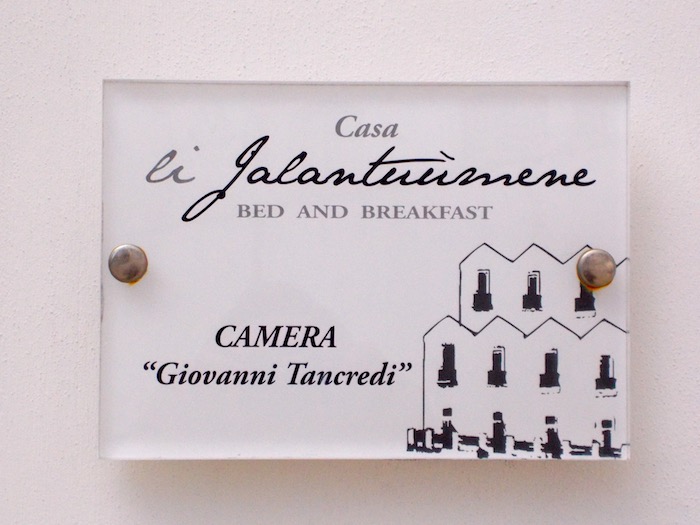 Casa
li Jalantuùmene
BED AND BREAKFAST
CAMERA
“Giovanni Tancredi”